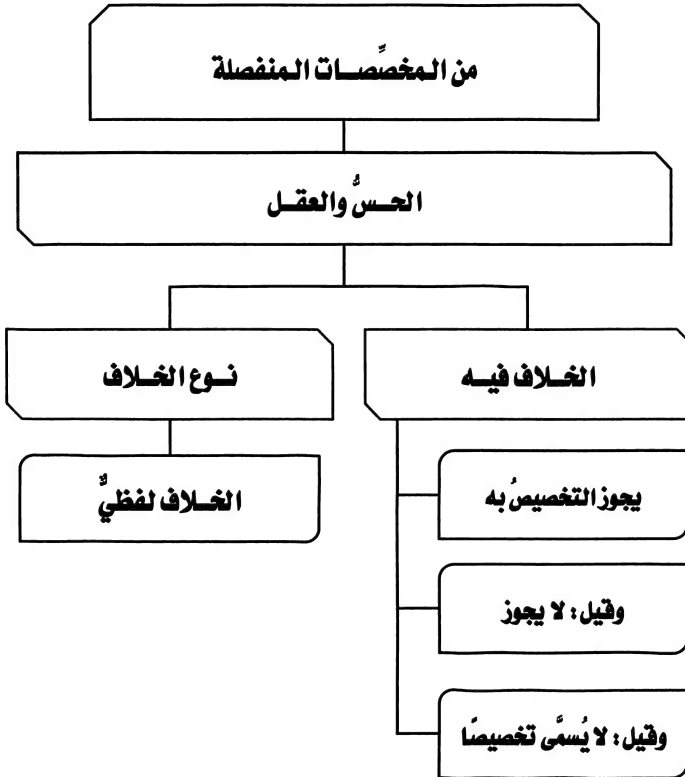 من المخصِّصات المنفصلة
الحسُّ والعقل
الخلاف فيه
يجوز التخصيصُ به
وقيل: لا يجوز
وقيل: لا يُسمَّى تخصيصًا
نوع الخلاف
الخلاف لفظيٌّ